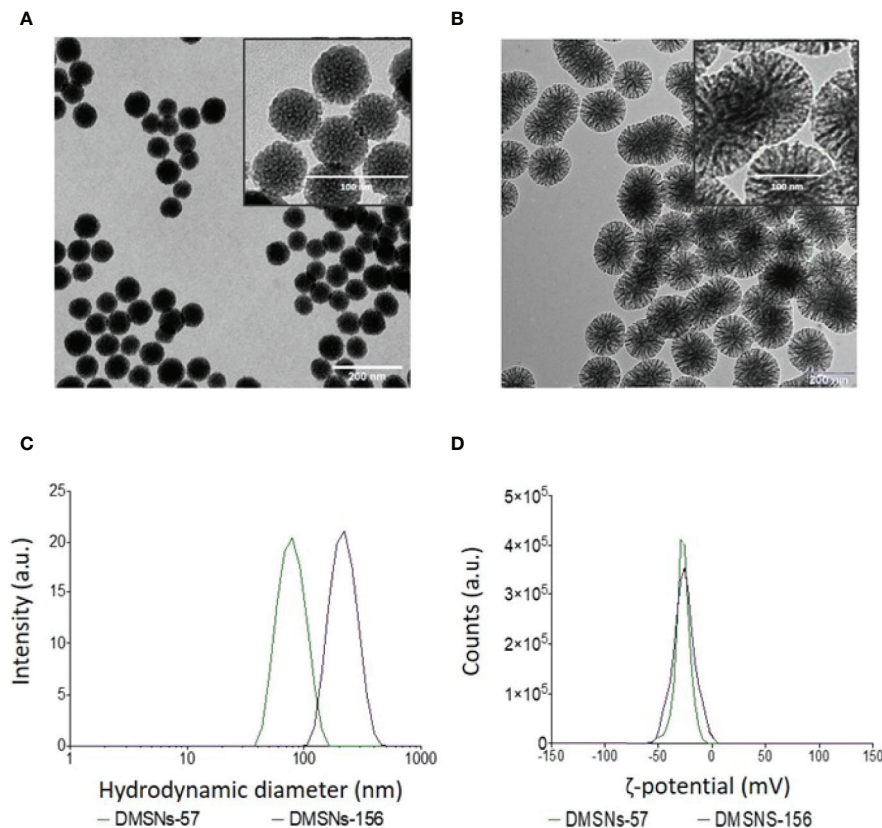 A
B
100 nm
200 nm
100 nm
200 nm
C
D
Intensity (a.u.)
25
20
15
10
5
0
1
10
100
1000
Hydrodynamic diameter (nm)
DMSNs-57
DMSNs-156
Counts (a.u.)
5×10⁵
4×10⁵
3×10⁵
2×10⁵
1×10⁵
0
-150
-100
-50
0
50
100
150
ζ-potential (mV)
DMSNs-57
DMSNS-156